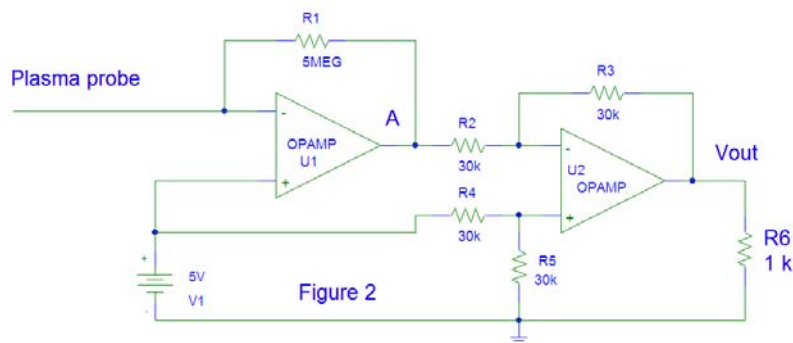 R1
5MEG
Plasma probe
-
OPAMP
U1
+
A
R2
30k
R3
30k
-
U2
OPAMP
+
Vout
R4
30k
R5
30k
R6
1 k
+
5V
V1
-
Figure 2